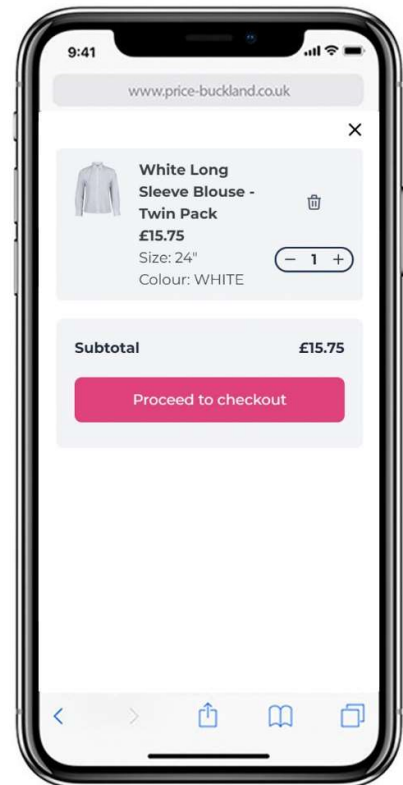 9:41
www.price-buckland.co.uk
White Long
Sleeve Blouse -
Twin Pack
£15.75
Size: 24"
− 1 +
Colour: WHITE
Subtotal £15.75
Proceed to checkout